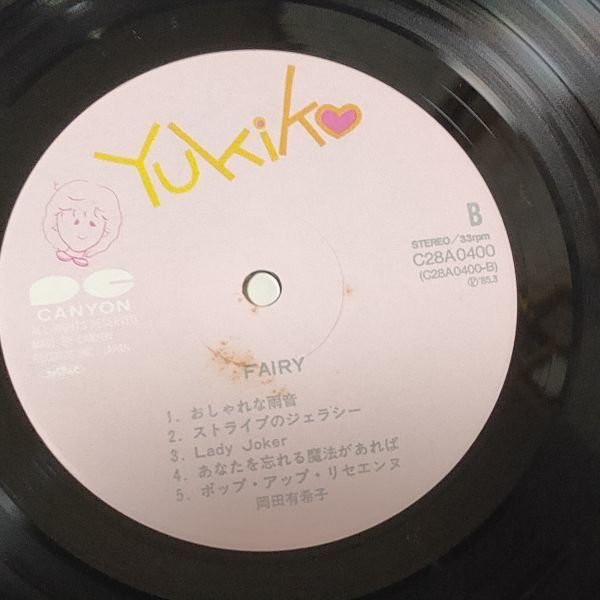 Yukiko
B
STEREO/33rpm
C28A0400
(C28A0400-B)
Ⓟ'85.3
CANYON
ALL RIGHTS RESERVED
MADE BY CANYON
RECORDS INC. JAPAN
FAIRY
1. おしゃれな雨音
2. ストライプのジェラシー
3. Lady Joker
4. あなたを忘れる魔法があれば
5. ポップ・アップ・リセエンヌ
岡田有希子